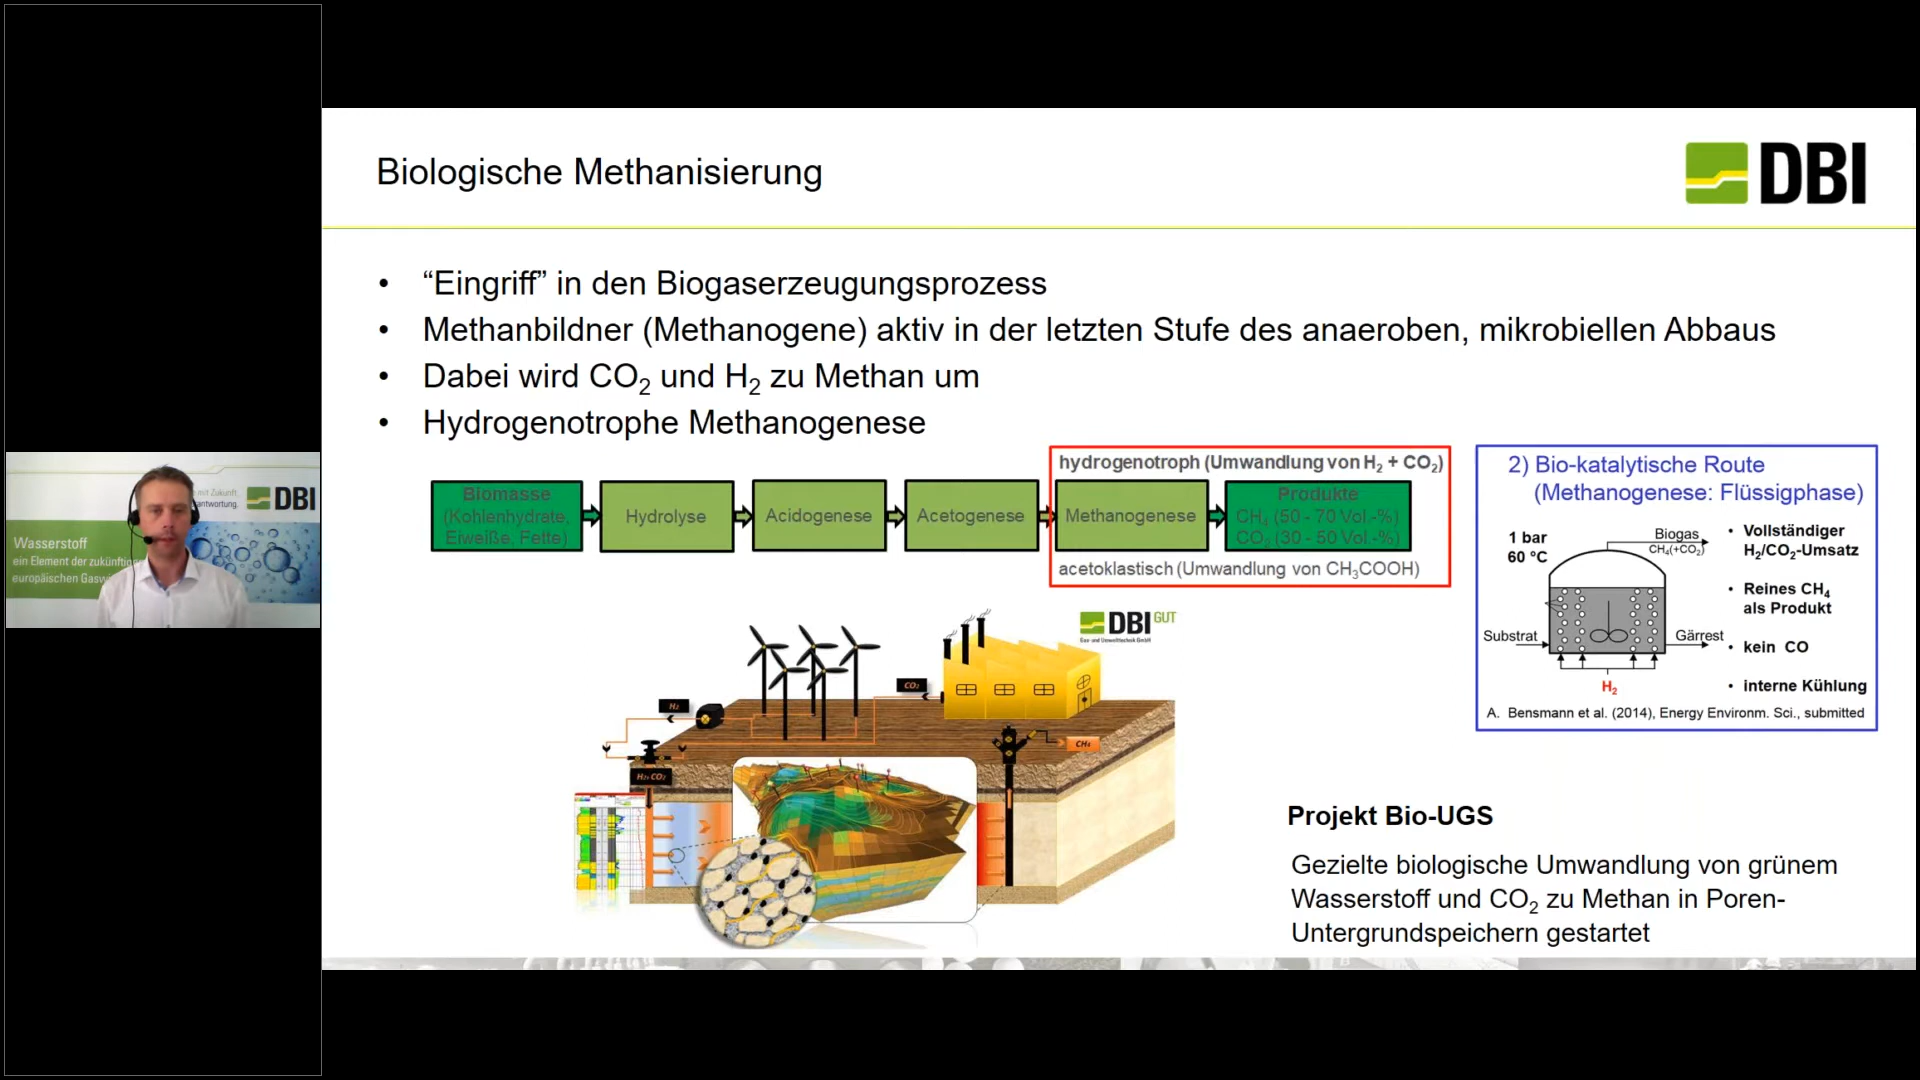 Biologische Methanisierung
DBI
• “Eingriff” in den Biogaserzeugungsprozess
• Methanbildner (Methanogene) aktiv in der letzten Stufe des anaeroben, mikrobiellen Abbaus
• Dabei wird CO₂ und H₂ zu Methan um
• Hydrogenotrophe Methanogenese
hydrogenotroph (Umwandlung von H₂ + CO₂)
Biomasse
(Kohlenhydrate,
Eiweiße, Fette)
Hydrolyse
Acidogenese
Acetogenese
Methanogenese
Produkte
CH₄ (50 - 70 Vol.-%)
CO₂ (30 - 50 Vol.-%)
acetoklastisch (Umwandlung von CH₃COOH)
2) Bio-katalytische Route
(Methanogenese: Flüssigphase)
1 bar
60 °C
Biogas
CH₄(+CO₂)
Substrat
Gärrest
H₂
• Vollständiger
H₂/CO₂-Umsatz
• Reines CH₄
als Produkt
• kein CO
• interne Kühlung
A. Bensmann et al. (2014), Energy Environm. Sci., submitted
DBI GUT
Gas- und Umwelttechnik GmbH
CO₂
H₂
CH₄
H₂, CO₂
Projekt Bio-UGS
Gezielte biologische Umwandlung von grünem
Wasserstoff und CO₂ zu Methan in Poren-
Untergrundspeichern gestartet
mit Zukunft.
antwortung.
DBI
Wasserstoff
ein Element der zukünftig
europäischen Gasv